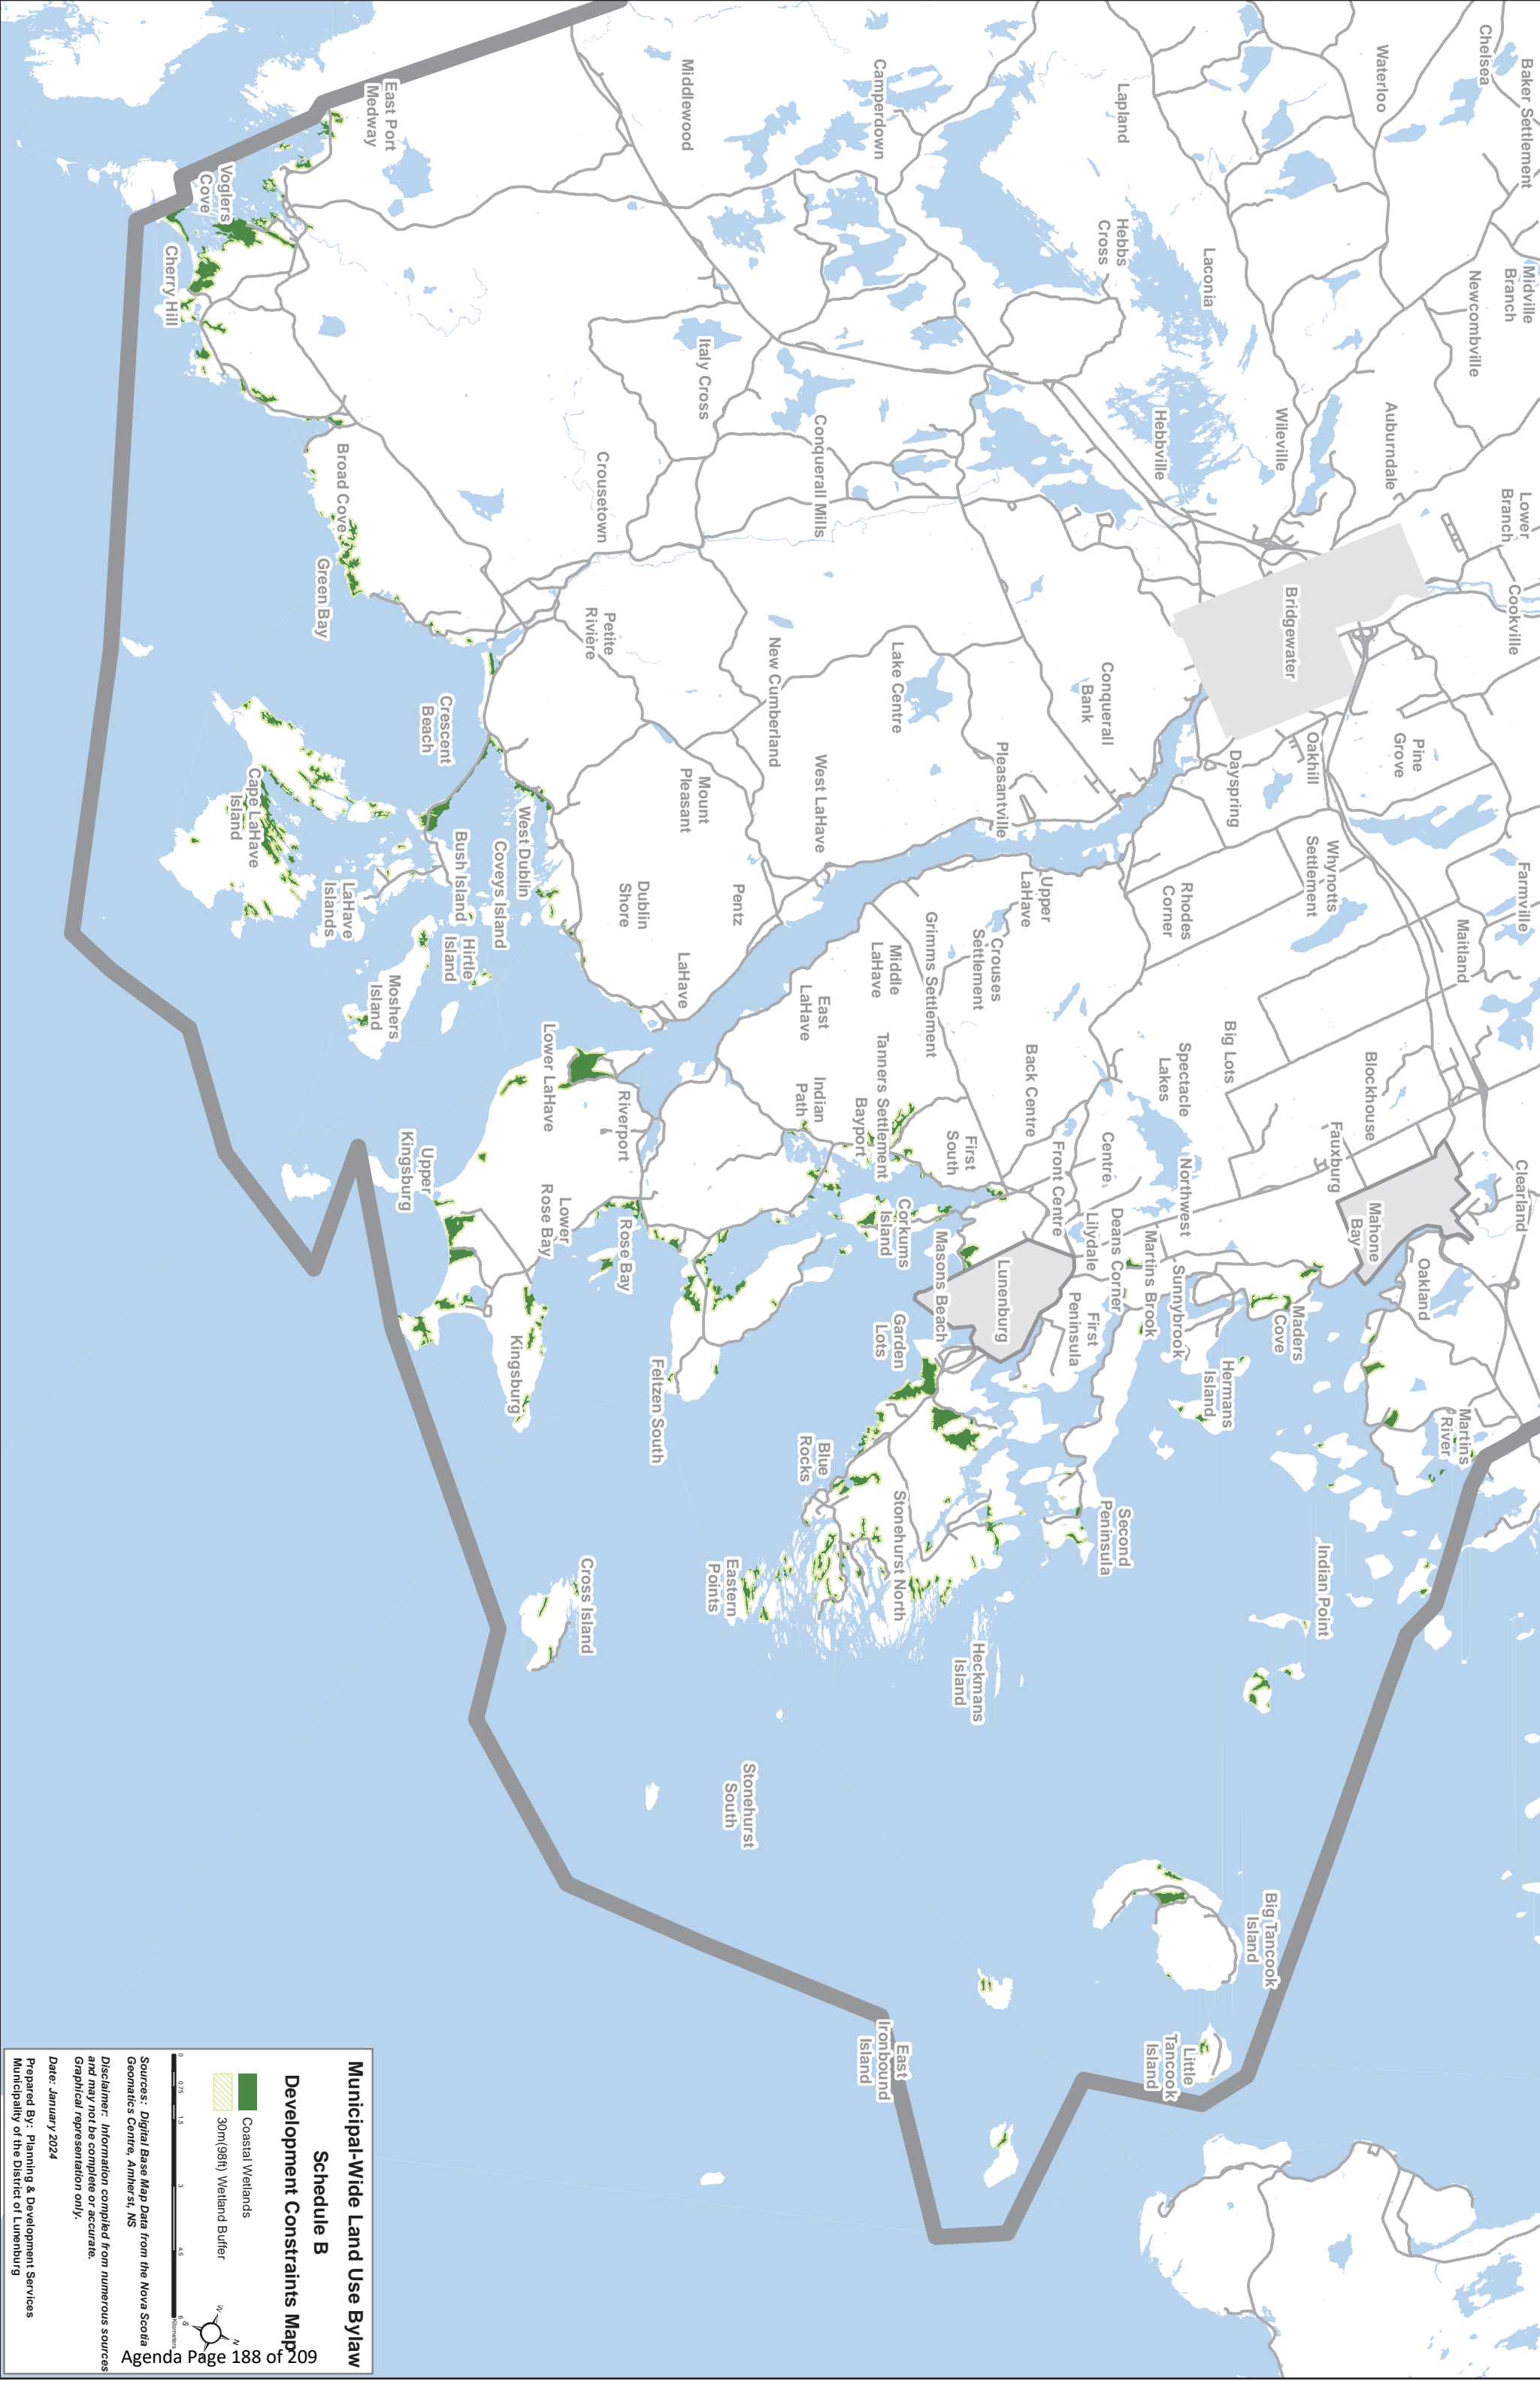 Baker Settlement
Chelsea
Waterloo
Lapland
Camperdown
Middlewood
East Port
Medway
Midville
Branch
Newcombville
Laconia
Hebbs
Cross
Voglers
Cove
Cherry Hill
Italy Cross
Auburndale
Wileville
Hebbville
Conquerall Mills
Crousetown
Broad Cove
Green Bay
Lower
Branch
Cookville
Bridgewater
Conquerall
Bank
Lake Centre
New Cumberland
Petite
Rivière
Pine
Grove
Oakhill
Dayspring
Pleasantville
West LaHave
Mount
Pleasant
Crescent
Beach
Cape LaHave
Island
Farmville
Maitland
Whynotts
Settlement
Rhodes
Corner
Upper
LaHave
Crouses
Settlement
Grimms Settlement
Middle
LaHave
Pentz
Dublin
Shore
LaHave
West Dublin
Coveys Island
Bush Island
Hirtle
Island
LaHave
Islands
Moshers
Island
Blockhouse
Big Lots
Spectacle
Lakes
Back Centre
Tanners Settlement
Bayport
East
LaHave
Indian
Path
Riverport
Lower LaHave
Upper
Kingsburg
Clearland
Fauxburg
Mahone
Bay
Northwest
Centre
Front Centre
First
South
Lilydale
Deans Corner
Martins Brook
Sunnybrook
Corkums
Island
Masons Beach
Lunenburg
First
Peninsula
Garden
Lots
Rose Bay
Lower
Rose Bay
Kingsburg
Feltzen South
Oakland
Maders
Cove
Hermans
Island
Martins
River
Blue
Rocks
Second
Peninsula
Stonehurst North
Indian Point
Eastern
Points
Cross Island
Heckmans
Island
Stonehurst
South
Big Tancook
Island
Little
Tancook
Island
East
Ironbound
Island
Municipal-Wide Land Use Bylaw
Schedule B
Development Constraints Map
Coastal Wetlands
30m(98ft) Wetland Buffer
0 0.75 1.5 3 4.5 6
Kilometers
W N S
Sources: Digital Base Map Data from the Nova Scotia
Geomatics Centre, Amherst, NS
Disclaimer: Information compiled from numerous sources
and may not be complete or accurate.
Graphical representation only.
Date: January 2024
Prepared By: Planning & Development Services
Municipality of the District of Lunenburg
Agenda Page 188 of 209